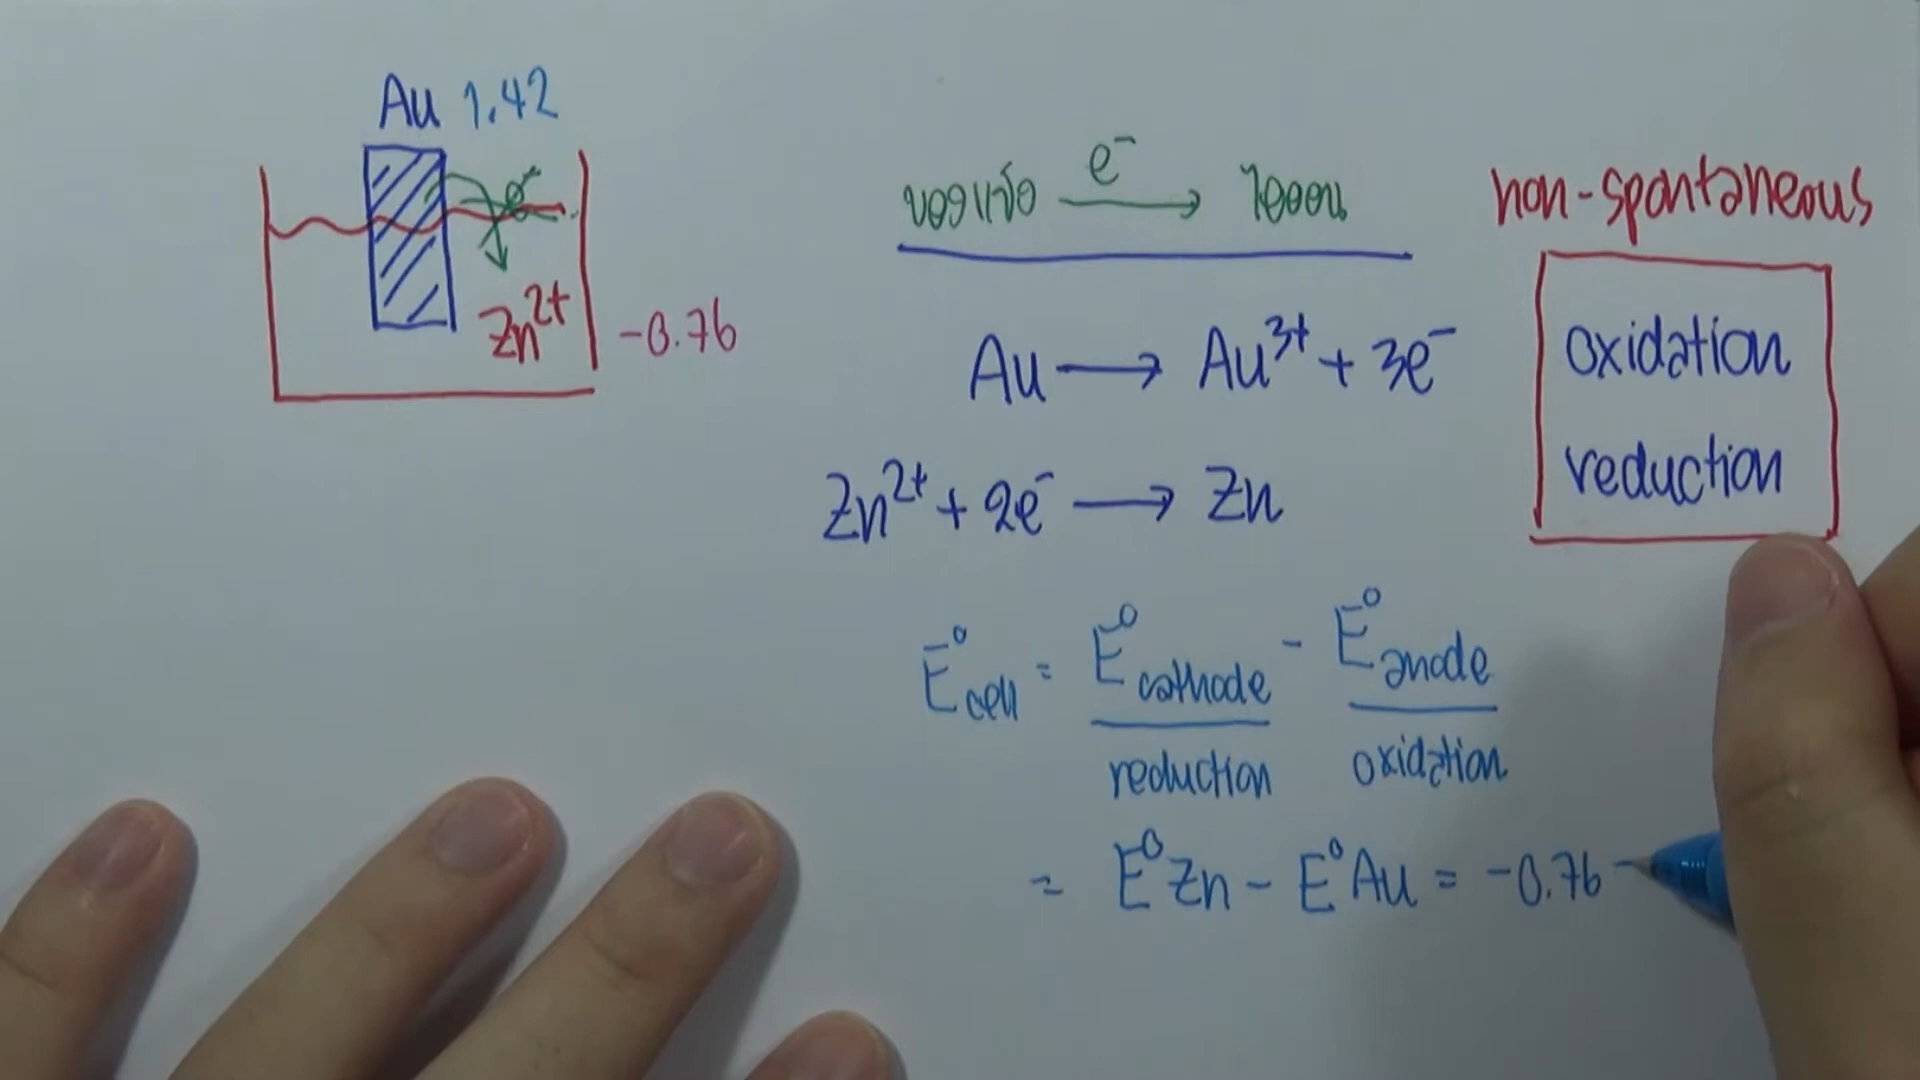 Au 1.42
e⁻
Zn²⁺
-0.76
ของแข็ง e⁻ → ไอออน
non-spontaneous
Au → Au³⁺ + 3e⁻
oxidation
Zn²⁺ + 2e⁻ → Zn
reduction
E°cell = E°cathode - E°anode
reduction oxidation
= E°Zn - E°Au = -0.76 -